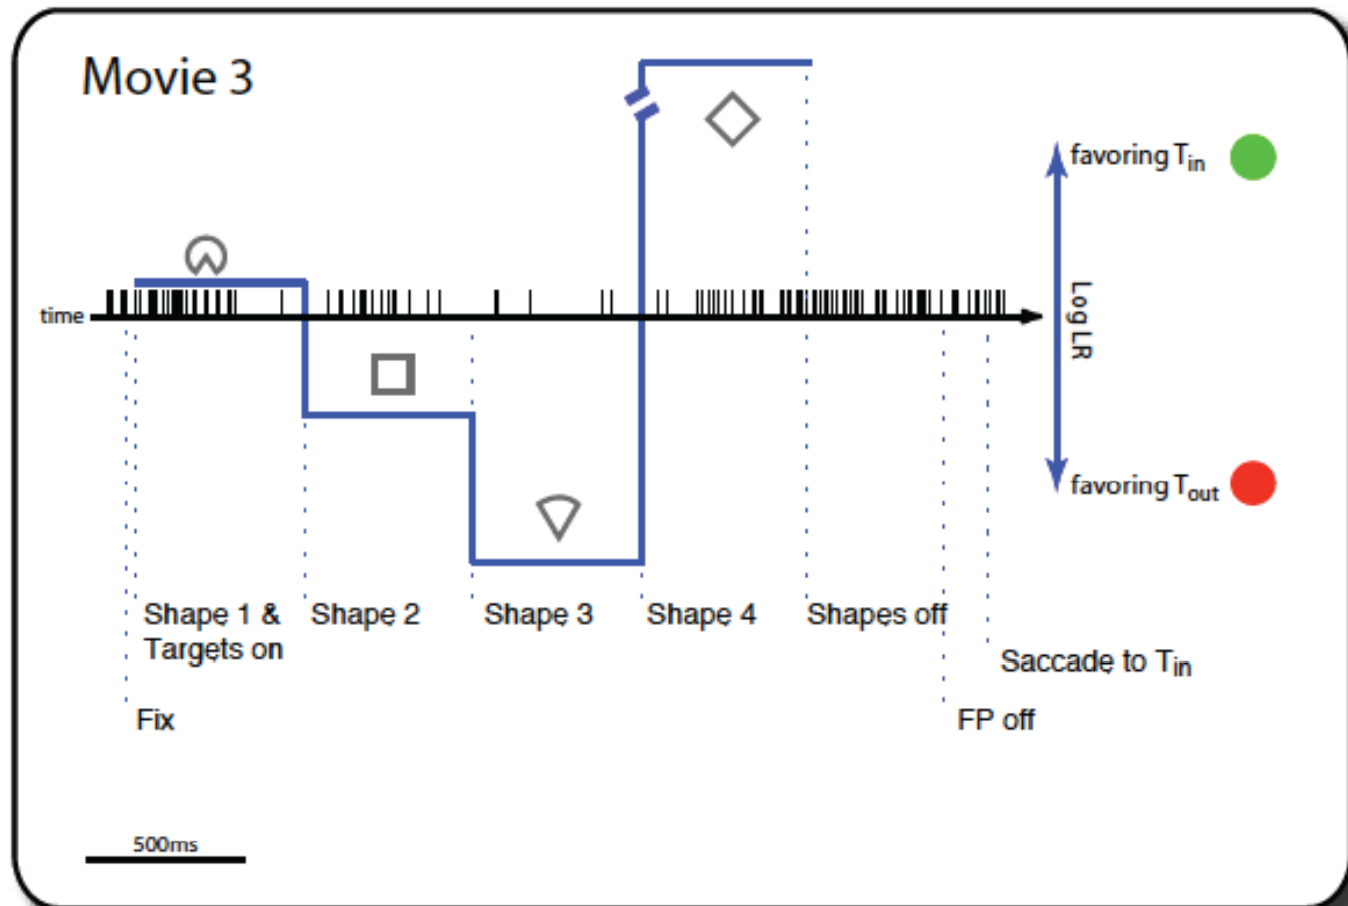 Movie 3
favoring Tin
time
Log LR
favoring Tout
Shape 1 &
Targets on
Shape 2
Shape 3
Shape 4
Shapes off
Saccade to Tin
Fix
FP off
500ms